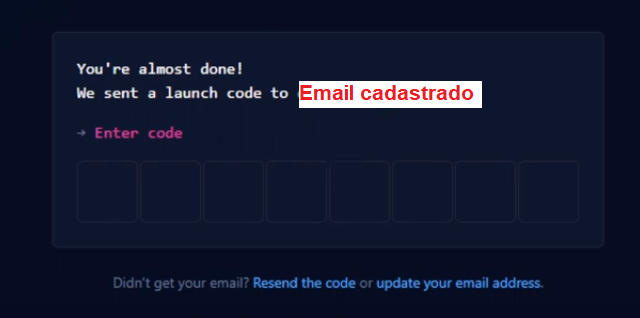 You're almost done!
We sent a launch code to Email cadastrado
→ Enter code
Didn't get your email? Resend the code or update your email address.